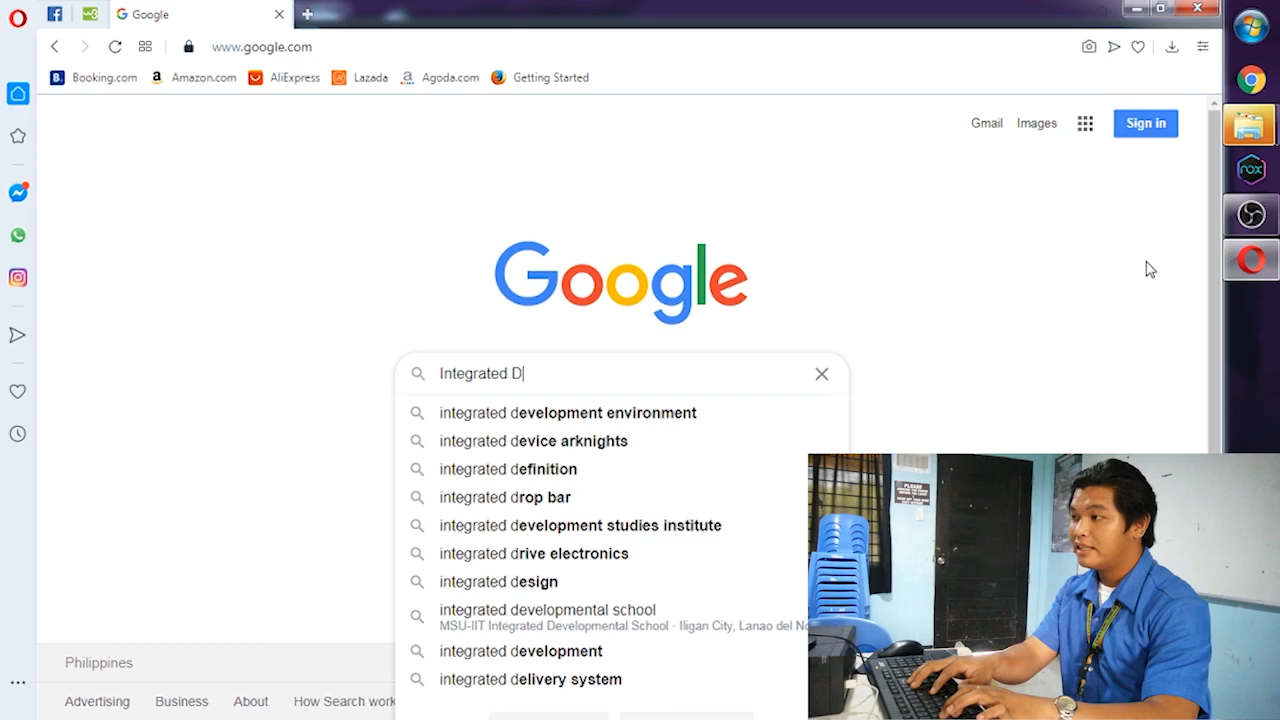 Google
www.google.com
Booking.com
Amazon.com
AliExpress
Lazada
Agoda.com
Getting Started
Gmail
Images
Sign in
Google
Integrated D
integrated development environment
integrated device arknights
integrated definition
integrated drop bar
integrated development studies institute
integrated drive electronics
integrated design
integrated developmental school
MSU-IIT Integrated Developmental School · Iligan City, Lanao del No
integrated development
integrated delivery system
Philippines
Advertising
Business
About
How Search work
nox
PLEASE